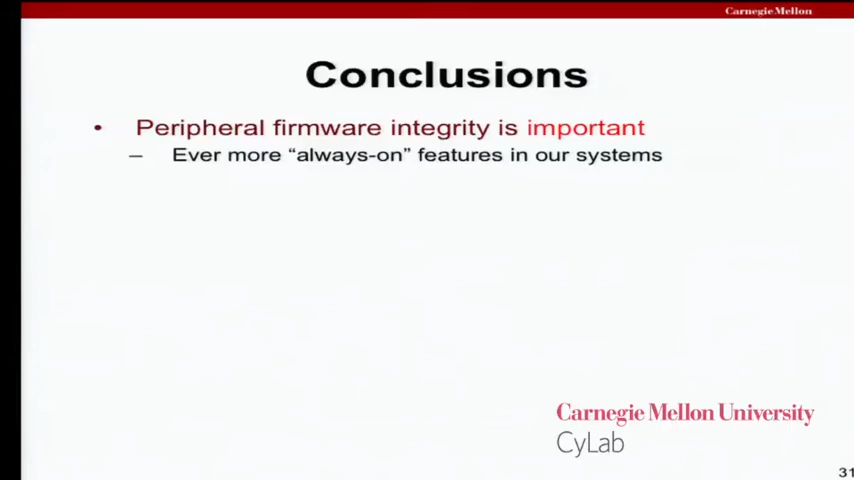 Carnegie Mellon
Conclusions
• Peripheral firmware integrity is important
– Ever more “always-on” features in our systems
Carnegie Mellon University
CyLab
31